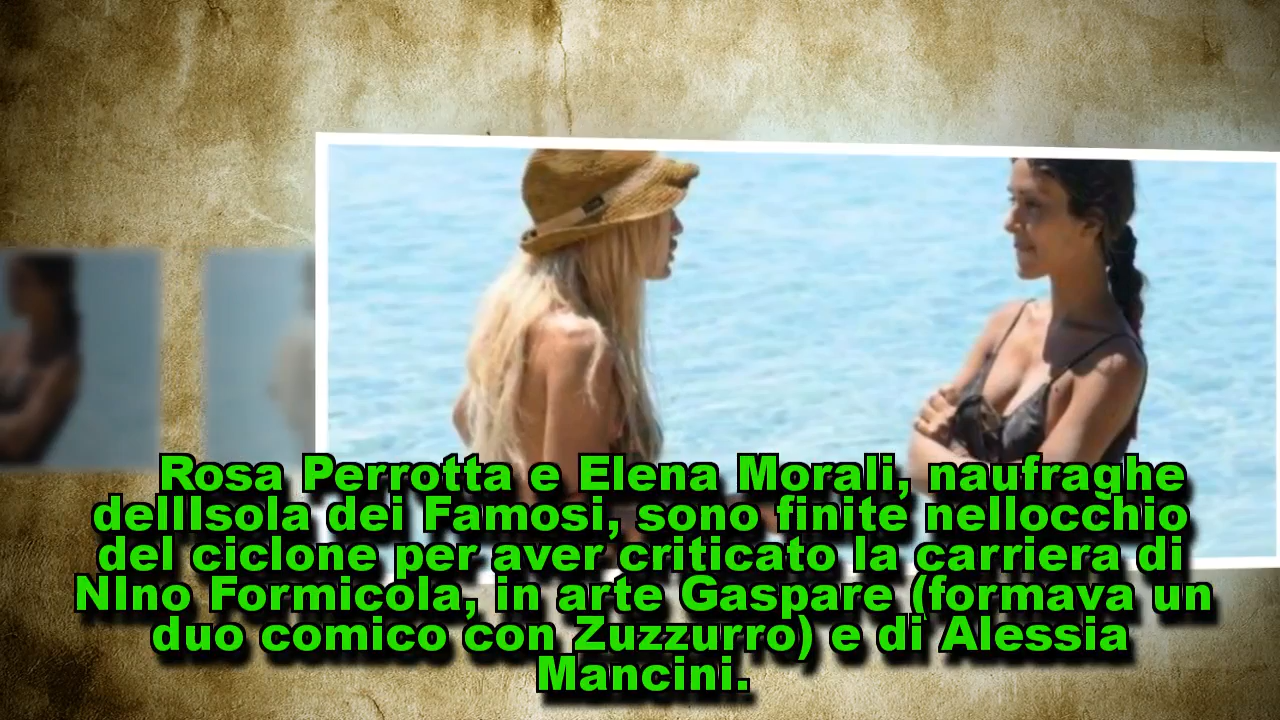 Rosa Perrotta e Elena Morali, naufraghe
dellIsola dei Famosi, sono finite nellocchio
del ciclone per aver criticato la carriera di
NIno Formicola, in arte Gaspare (formava un
duo comico con Zuzzurro) e di Alessia
Mancini.